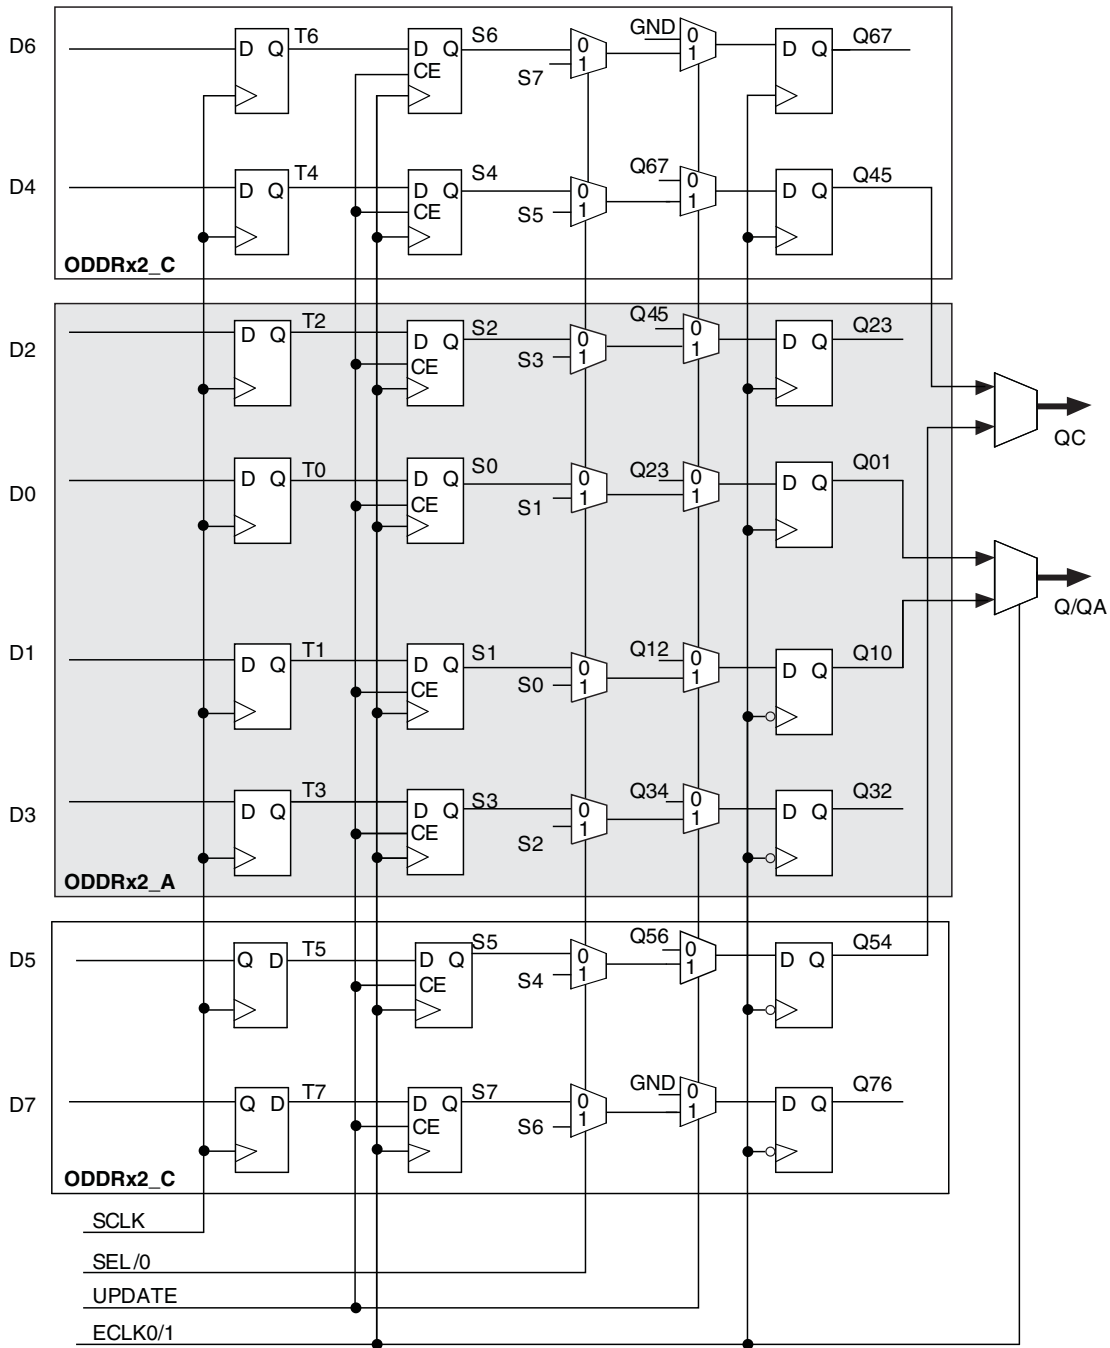 D6 D Q T6 D Q CE S6 0 1 S7 GND 0 1 D Q Q67
D4 D Q T4 D Q CE S4 0 1 S5 Q67 0 1 D Q Q45
ODDRx2_C
D2 D Q T2 D Q CE S2 0 1 S3 Q45 0 1 D Q Q23
QC
D0 D Q T0 D Q CE S0 0 1 S1 Q23 0 1 D Q Q01
Q/QA
D1 D Q T1 D Q CE S1 0 1 S0 Q12 0 1 D Q Q10
D3 D Q T3 D Q CE S3 0 1 S2 Q34 0 1 D Q Q32
ODDRx2_A
D5 Q D T5 D Q CE S5 0 1 S4 Q56 0 1 D Q Q54
D7 Q D T7 D Q CE S7 0 1 S6 GND 0 1 D Q Q76
ODDRx2_C
SCLK
SEL/0
UPDATE
ECLK0/1